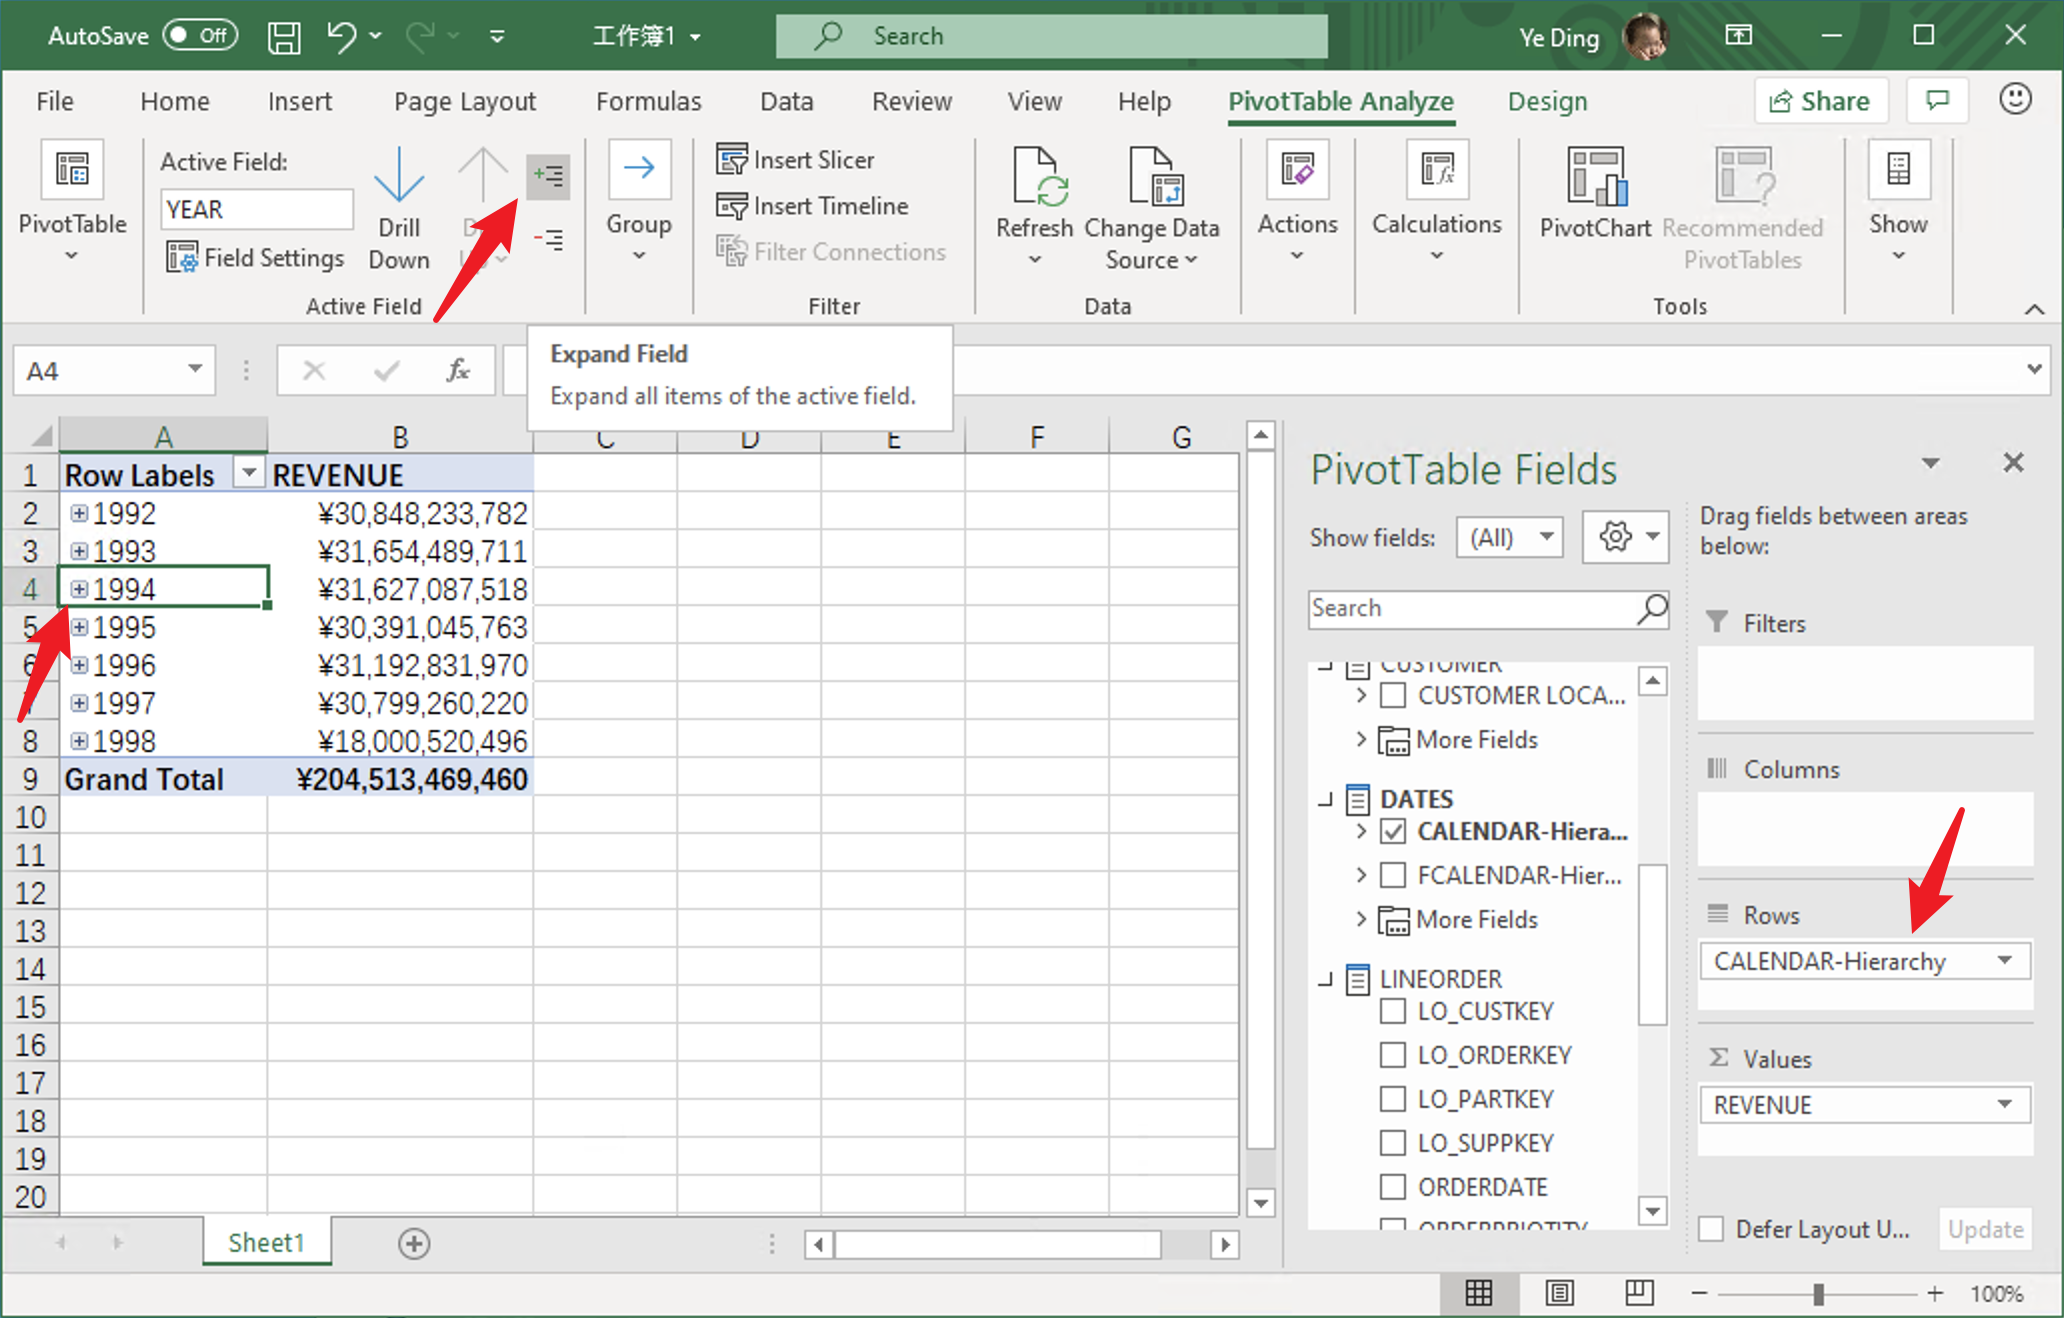 AutoSave Off 工作簿1 Search Ye Ding
File Home Insert Page Layout Formulas Data Review View Help PivotTable Analyze Design Share
PivotTable
Active Field:
YEAR
Field Settings
Drill
Down
Active Field
Group
Insert Slicer
Insert Timeline
Filter Connections
Filter
Refresh
Change Data
Source
Data
Actions
Calculations
PivotChart
Recommended
PivotTables
Tools
Show
A4
fx
Expand Field
Expand all items of the active field.
A B C D E F G
1 Row Labels REVENUE
2 1992 ¥30,848,233,782
3 1993 ¥31,654,489,711
4 1994 ¥31,627,087,518
5 1995 ¥30,391,045,763
6 1996 ¥31,192,831,970
1997 ¥30,799,260,220
8 1998 ¥18,000,520,496
9 Grand Total ¥204,513,469,460
10
11
12
13
14
15
16
17
18
19
20
Sheet1
PivotTable Fields
Show fields: (All)
Search
CUSTOMER
CUSTOMER LOCA...
More Fields
DATES
CALENDAR-Hiera...
FCALENDAR-Hier...
More Fields
LINEORDER
LO_CUSTKEY
LO_ORDERKEY
LO_PARTKEY
LO_SUPPKEY
ORDERDATE
Drag fields between areas
below:
Filters
Columns
Rows
CALENDAR-Hierarchy
Values
REVENUE
Defer Layout U... Update
100%